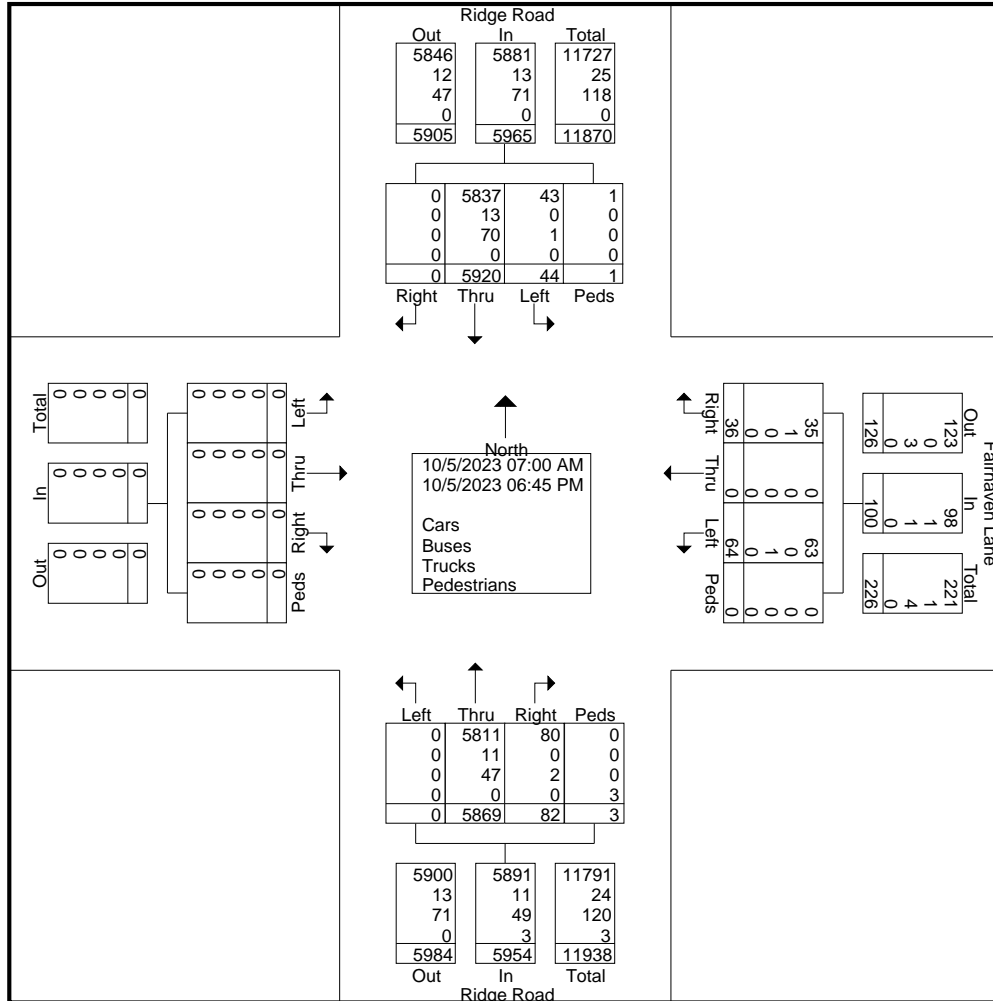 Ridge Road
Out In Total
5846 5881 11727
12 13 25
47 71 118
0 0 0
5905 5965 11870
0 5837 43 1
0 13 0 0
0 70 1 0
0 0 0 0
0 5920 44 1
Right Thru Left Peds
Left Thru Right Peds
0 0 0 0
0 0 0 0
0 0 0 0
0 0 0 0
0 0 0 0
0 0 0
0 0 0
0 0 0
0 0 0
0 0 0
Total In Out
North
10/5/2023 07:00 AM
10/5/2023 06:45 PM
Cars
Buses
Trucks
Pedestrians
Fairhaven Lane
Out In Total
123 98 221
0 1 1
3 1 4
0 0 0
126 100 226
35 0 63 0
1 0 0 0
0 0 1 0
0 0 0 0
36 0 64 0
Right Thru Left Peds
Left Thru Right Peds
0 5811 80 0
0 11 0 0
0 47 2 0
0 0 0 3
0 5869 82 3
5900 5891 11791
13 11 24
71 49 120
0 3 3
5984 5954 11938
Out In Total
Ridge Road